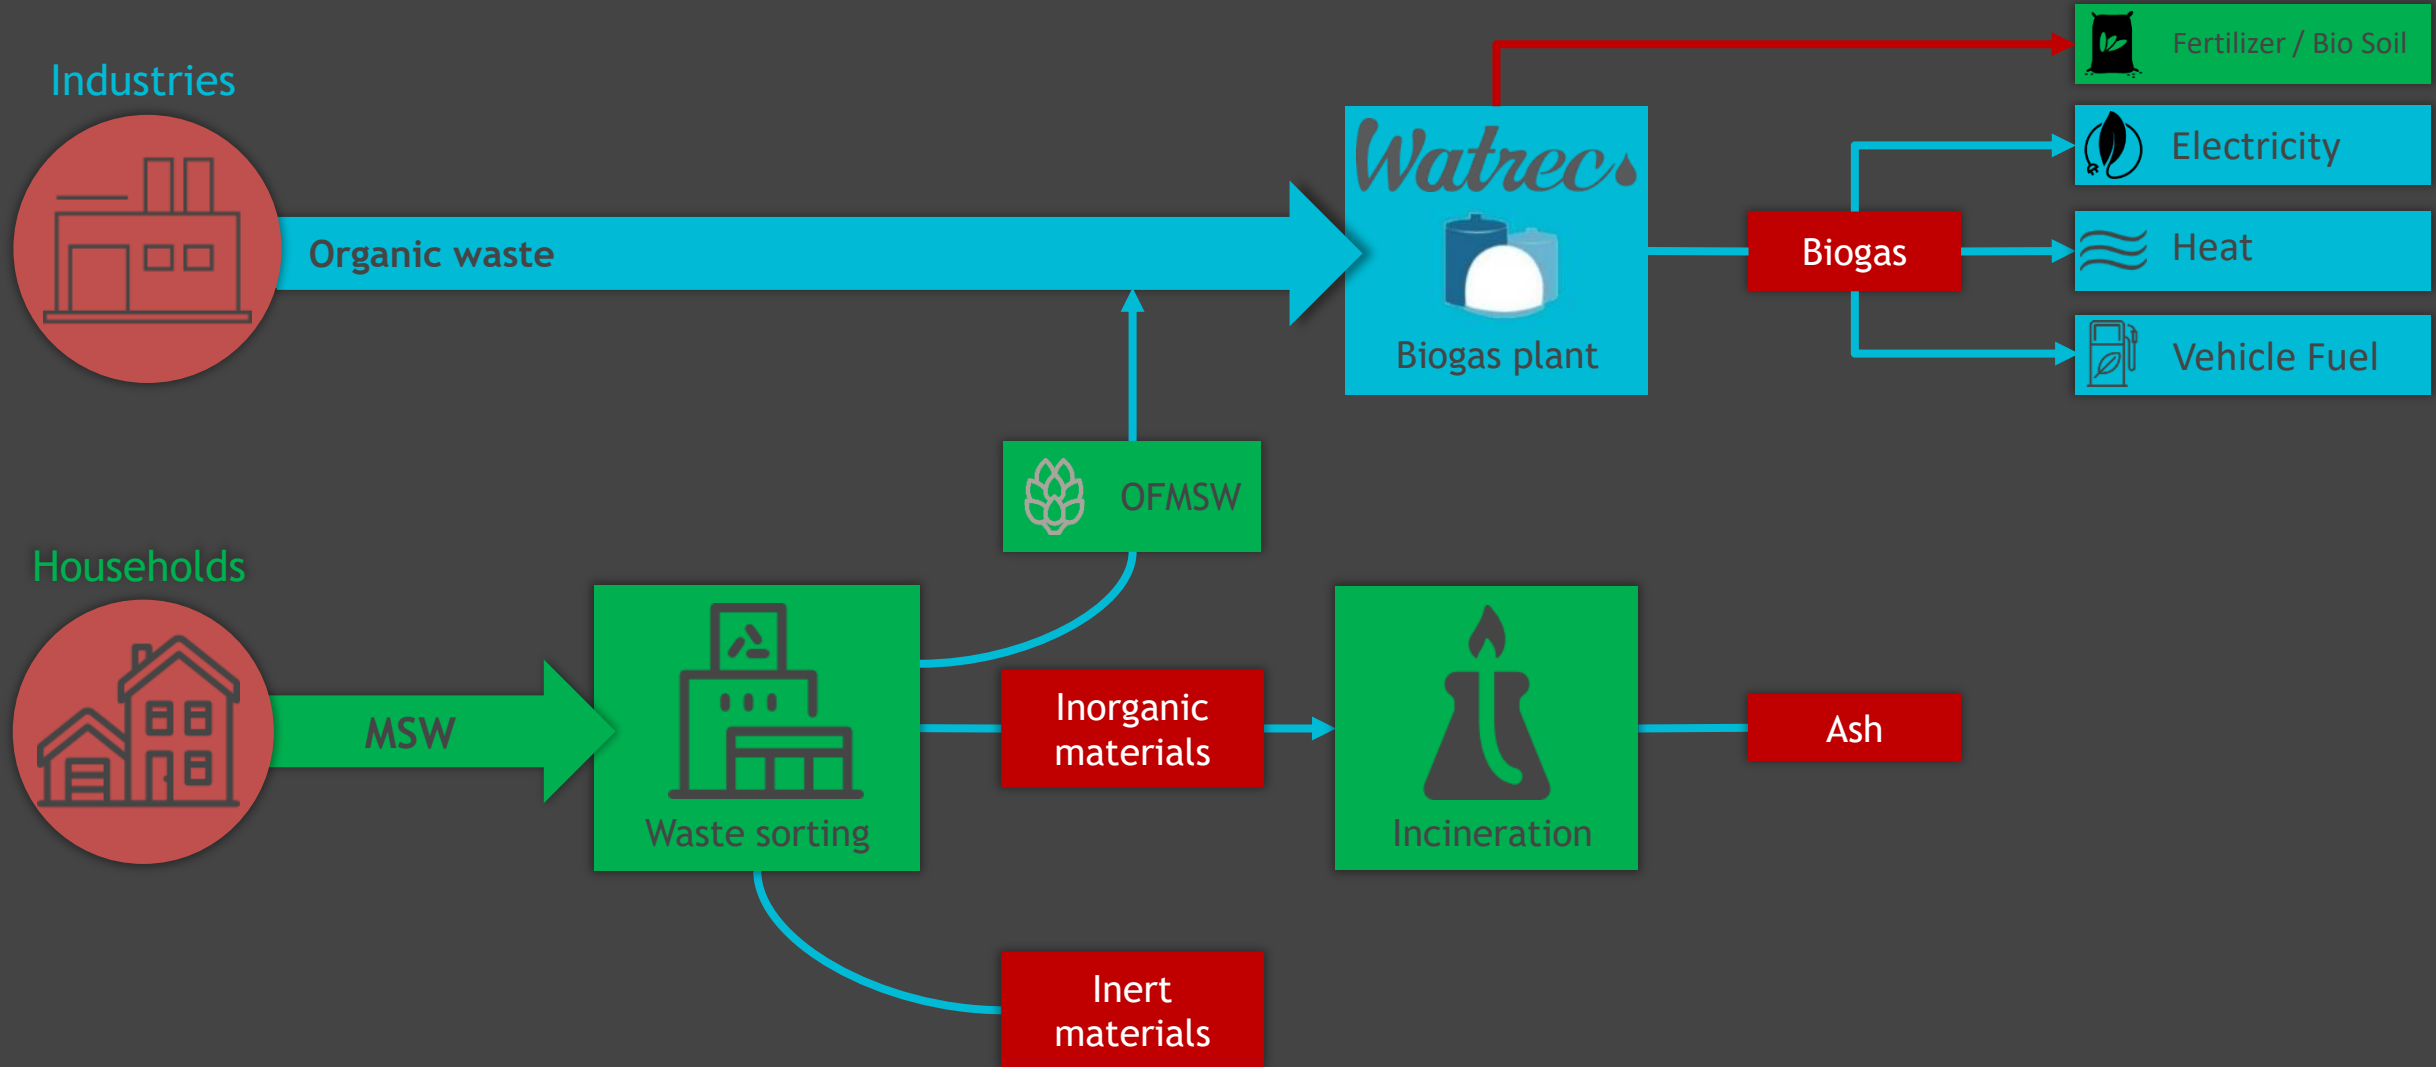 Industries
Organic waste
Watrec
Biogas plant
Biogas
Fertilizer / Bio Soil
Electricity
Heat
Vehicle Fuel
OFMSW
Households
MSW
Waste sorting
Inorganic
materials
Incineration
Ash
Inert
materials